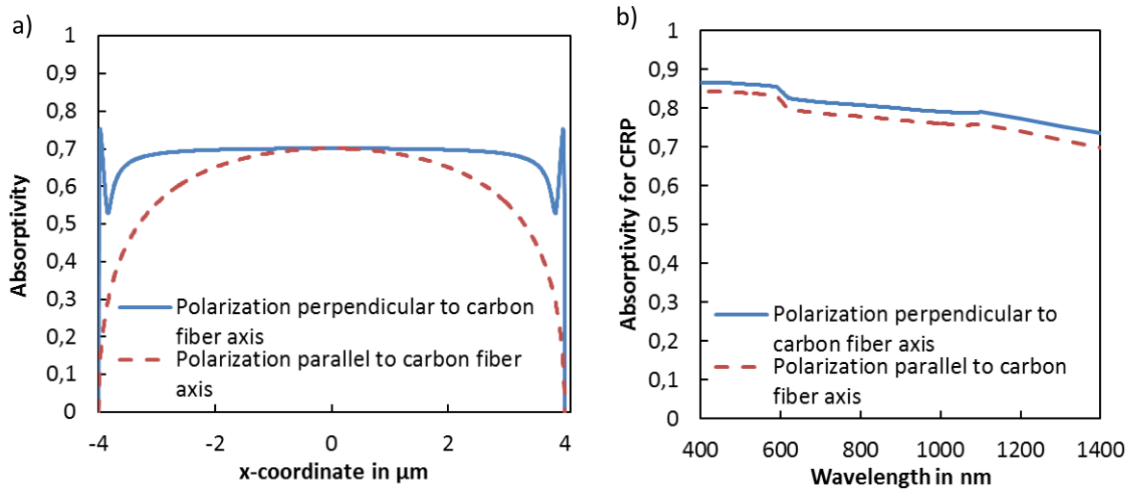 a)
1
0,9
0,8
0,7
0,6
0,5
0,4
0,3
0,2
0,1
0
Absorptivity
Polarization perpendicular to carbon
fiber axis
Polarization parallel to carbon fiber
axis
-4
-2
0
2
4
x-coordinate in µm
b)
1
0,9
0,8
0,7
0,6
0,5
0,4
0,3
0,2
0,1
0
Absorptivity for CFRP
Polarization perpendicular to
carbon fiber axis
Polarization parallel to carbon
fiber axis
400
600
800
1000
1200
1400
Wavelength in nm